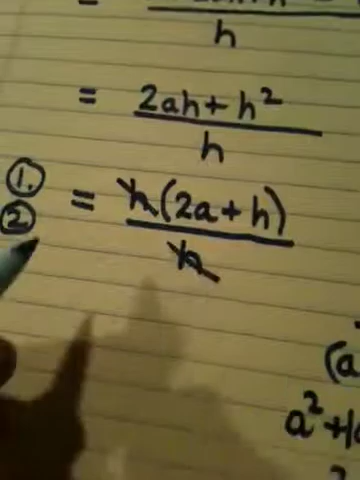 =
h
= 2ah + h²
h
1.
2 = h(2a + h)
h
(a
a² +